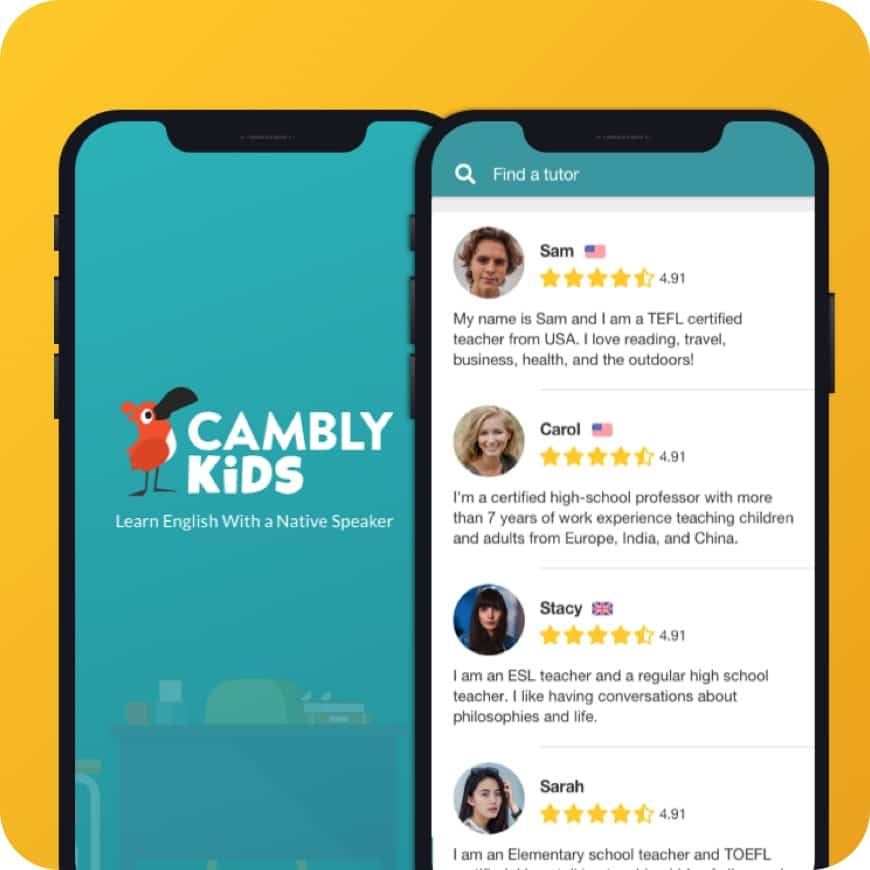 CAMBLY
KiDS
Learn English With a Native Speaker
Find a tutor
Sam
4.91
My name is Sam and I am a TEFL certified
teacher from USA. I love reading, travel,
business, health, and the outdoors!
Carol
4.91
I'm a certified high-school professor with more
than 7 years of work experience teaching children
and adults from Europe, India, and China.
Stacy
4.91
I am an ESL teacher and a regular high school
teacher. I like having conversations about
philosophies and life.
Sarah
4.91
I am an Elementary school teacher and TOEFL